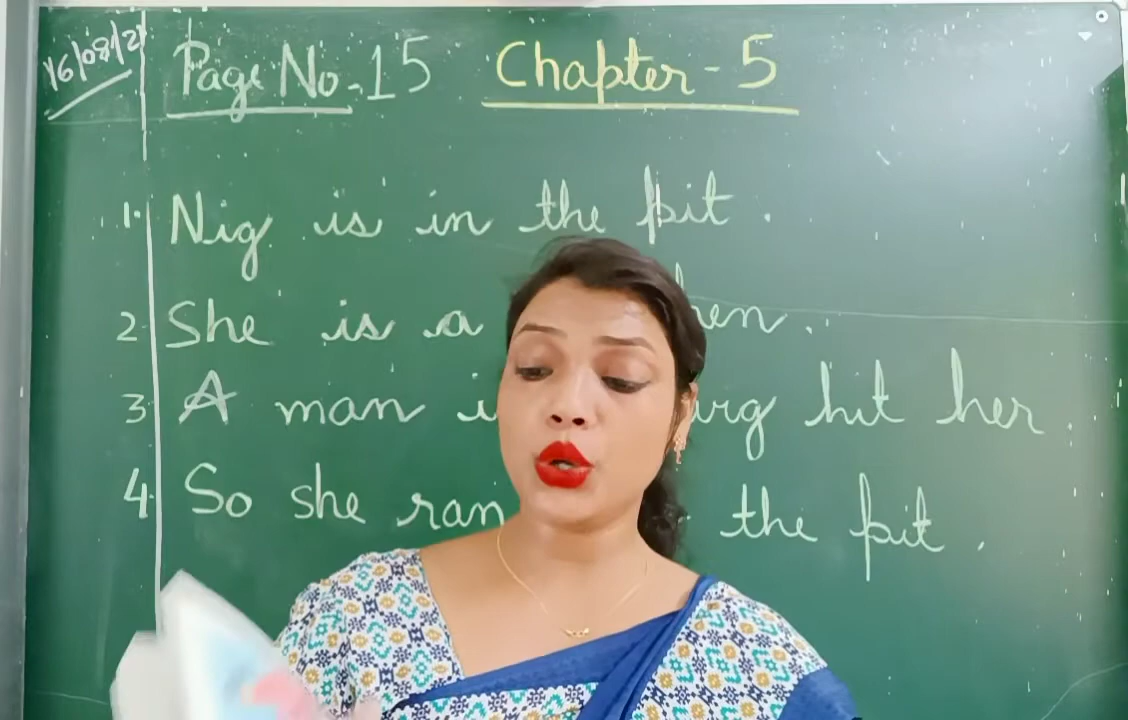 16/08/21
Page No-15 Chapter-5
1. Nig is in the pit.
2. She is a hen.
3. A man hit her.
4. So she ran the pit.